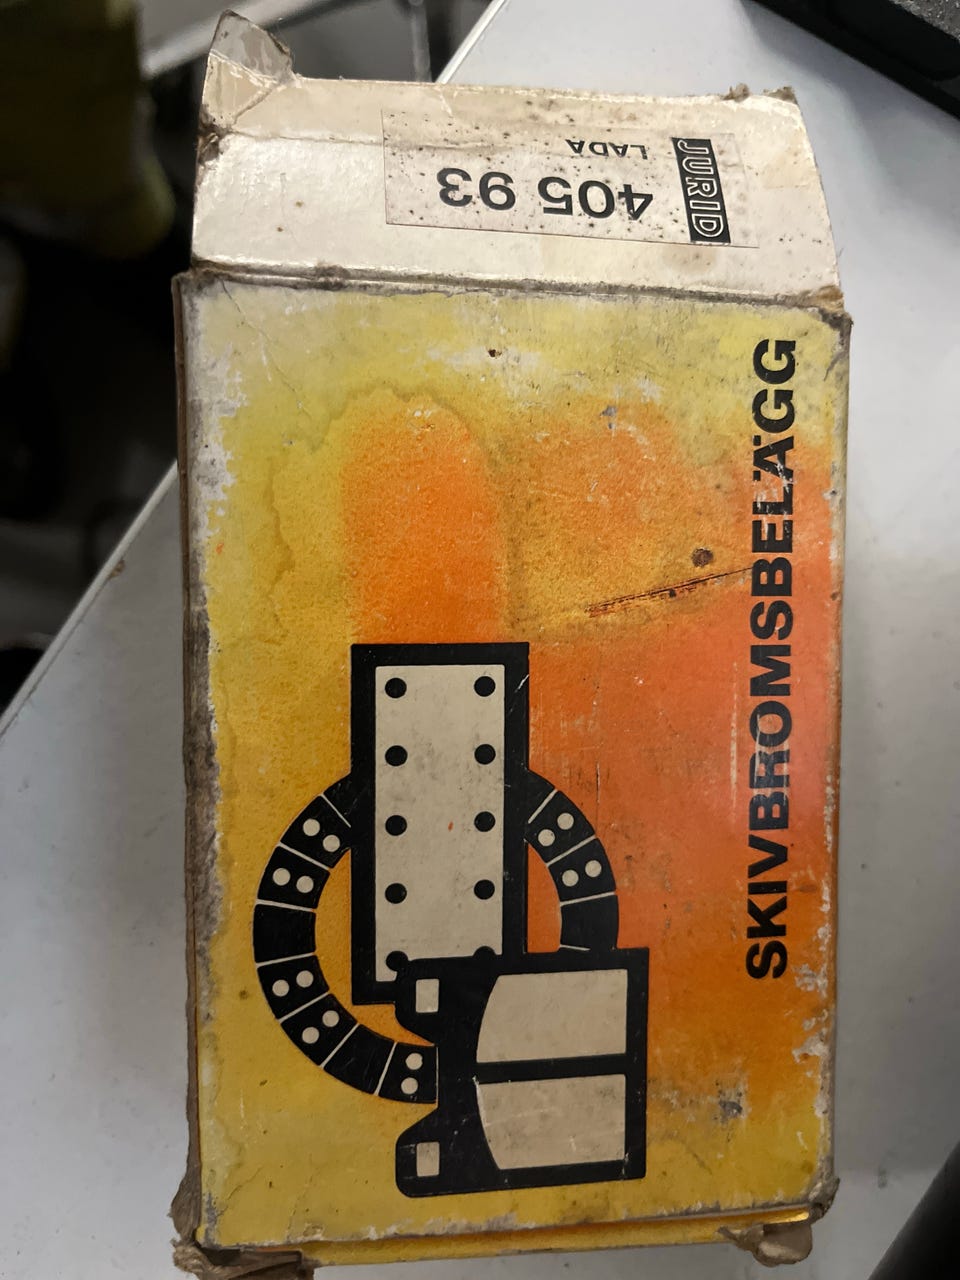 JURID
405 93
LADA
SKIVBROMSBELÄGG